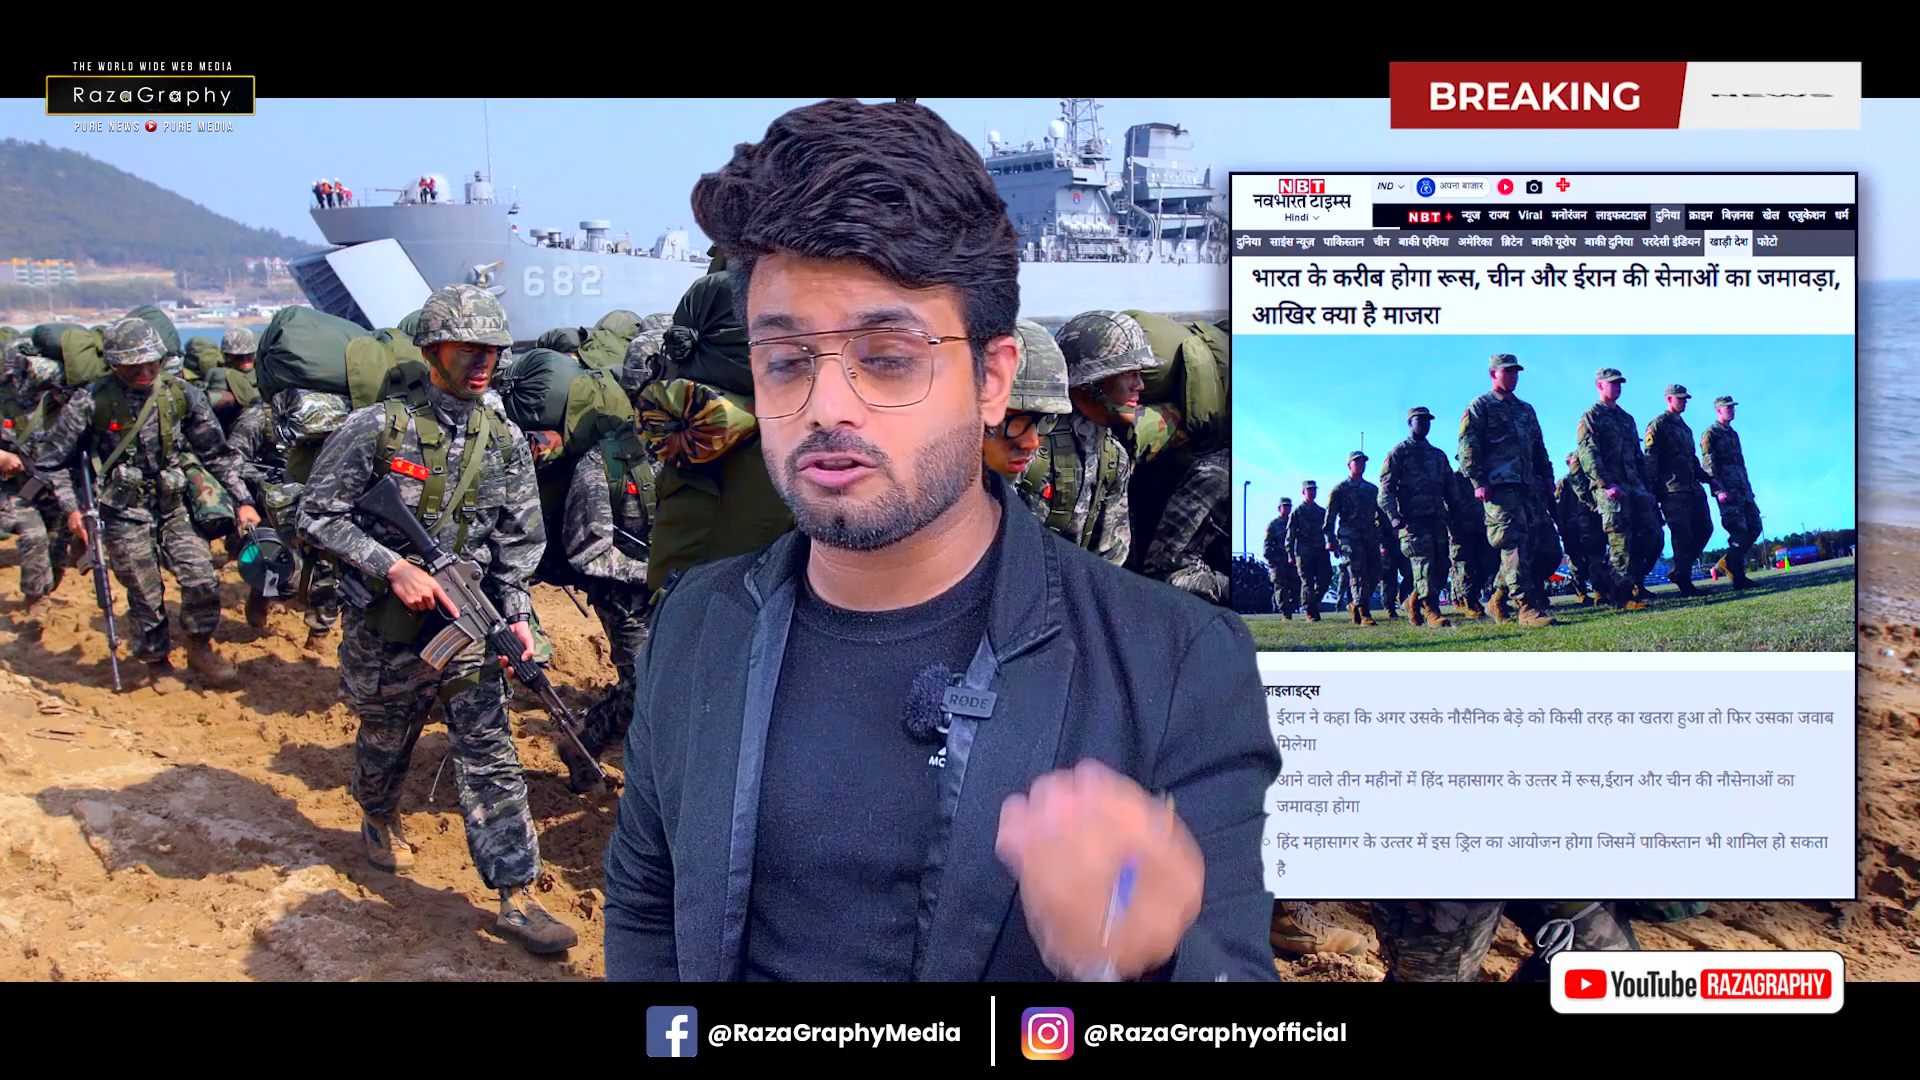 THE WORLD WIDE WEB MEDIA
RazaGraphy
PURE NEWS PURE MEDIA
BREAKING
NEWS
NBT
नवभारत टाइम्स
Hindi
IND
अपना बाजार
NBT+ न्यूज राज्य Viral मनोरंजन लाइफस्टाइल दुनिया क्राइम बिज़नस खेल एजुकेशन धर्म
दुनिया साइंस न्यूज़ पाकिस्तान चीन बाकी एशिया अमेरिका ब्रिटेन बाकी यूरोप बाकी दुनिया परदेसी इंडियन खाड़ी देश फोटो
भारत के करीब होगा रूस, चीन और ईरान की सेनाओं का जमावड़ा,
आखिर क्या है माजरा
682
हाइलाइट्स
ईरान ने कहा कि अगर उसके नौसैनिक बेड़े को किसी तरह का खतरा हुआ तो फिर उसका जवाब
मिलेगा
आने वाले तीन महीनों में हिंद महासागर के उत्तर में रूस,ईरान और चीन की नौसेनाओं का
जमावड़ा होगा
हिंद महासागर के उत्तर में इस ड्रिल का आयोजन होगा जिसमें पाकिस्तान भी शामिल हो सकता
है
RØDE
MC
YouTube RAZAGRAPHY
@RazaGraphyMedia
@RazaGraphyofficial